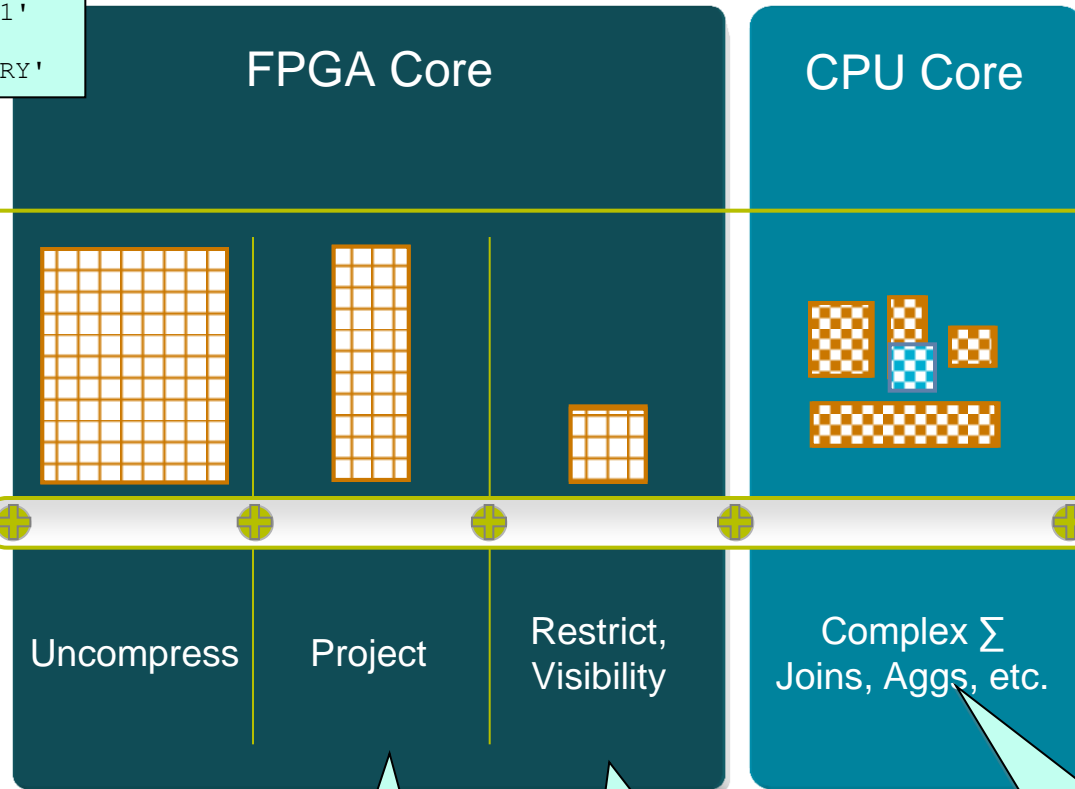 1'
RY'
FPGA Core
CPU Core
Uncompress
Project
Restrict,
Visibility
Complex ∑
Joins, Aggs, etc.